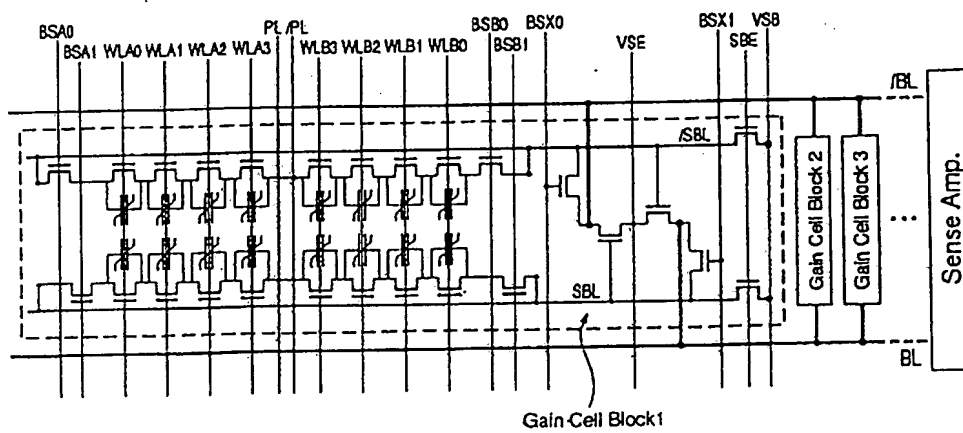 BSA0
BSA1
WLA0
WLA1
WLA2
WLA3
PL
/PL
WLB3
WLB2
WLB1
WLB0
BSB0
BSB1
BSX0
VSE
BSX1
SBE
VSB
/BL
/SBL
SBL
BL
Gain Cell Block 2
Gain Cell Block 3
...
Sense Amp.
Gain Cell Block1